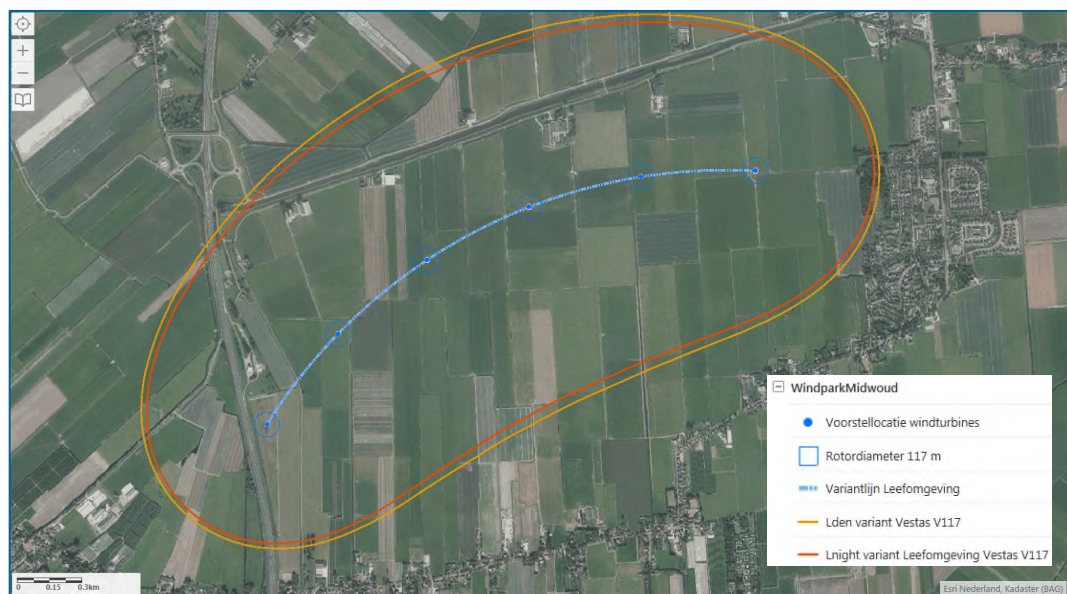 WindparkMidwoud
Voorstellocatie windturbines
Rotordiameter 117 m
Variantlijn Leefomgeving
Lden variant Vestas V117
Lnight variant Leefomgeving Vestas V117
0 0.15 0.3km
Esri Nederland, Kadaster (BAG)